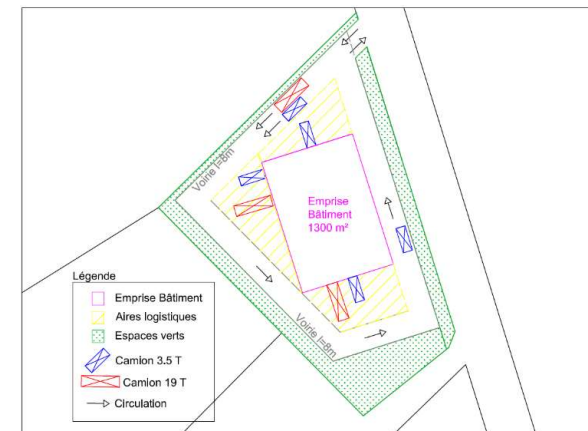 Voirie l=8m
Emprise
Bâtiment
1300 m²
Voirie l=8m
Légende
Emprise Bâtiment
Aires logistiques
Espaces verts
Camion 3.5 T
Camion 19 T
Circulation